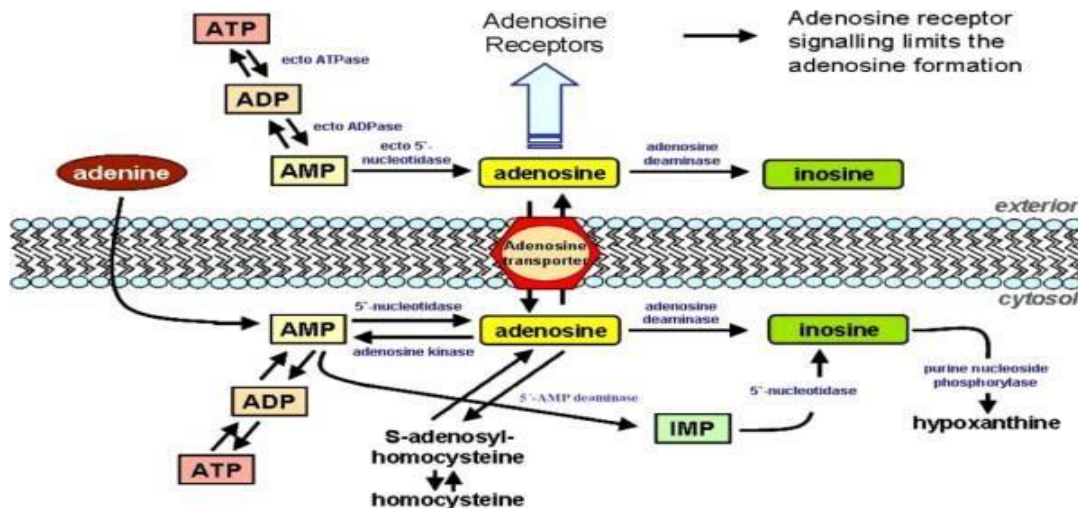 ATP
ecto ATPase
ADP
ecto ADPase
AMP
ecto 5`-
nucleotidase
adenine
Adenosine
Receptors
adenosine
adenosine
deaminase
inosine
Adenosine receptor
signalling limits the
adenosine formation
exterior
Adenosine
transporter
cytosol
AMP
5`-nucleotidase
adenosine kinase
adenosine
adenosine
deaminase
inosine
purine nucleoside
phosphorylase
hypoxanthine
ADP
ATP
5`-AMP deaminase
IMP
5`-nucleotidase
S-adenosyl-
homocysteine
homocysteine